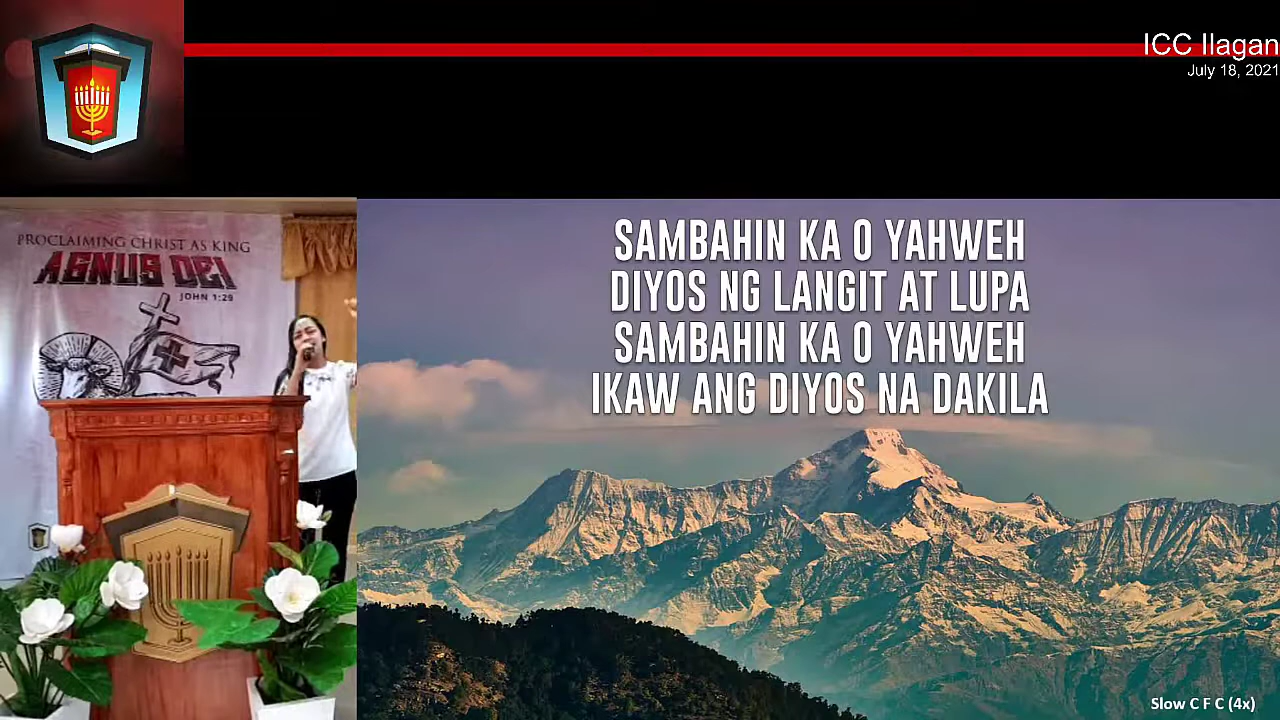 ICC Ilagan
July 18, 2021
PROCLAIMING CHRIST AS KING
AGNUS DEI
JOHN 1:29
SAMBAHIN KA O YAHWEH
DIYOS NG LANGIT AT LUPA
SAMBAHIN KA O YAHWEH
IKAW ANG DIYOS NA DAKILA
Slow C F C (4x)